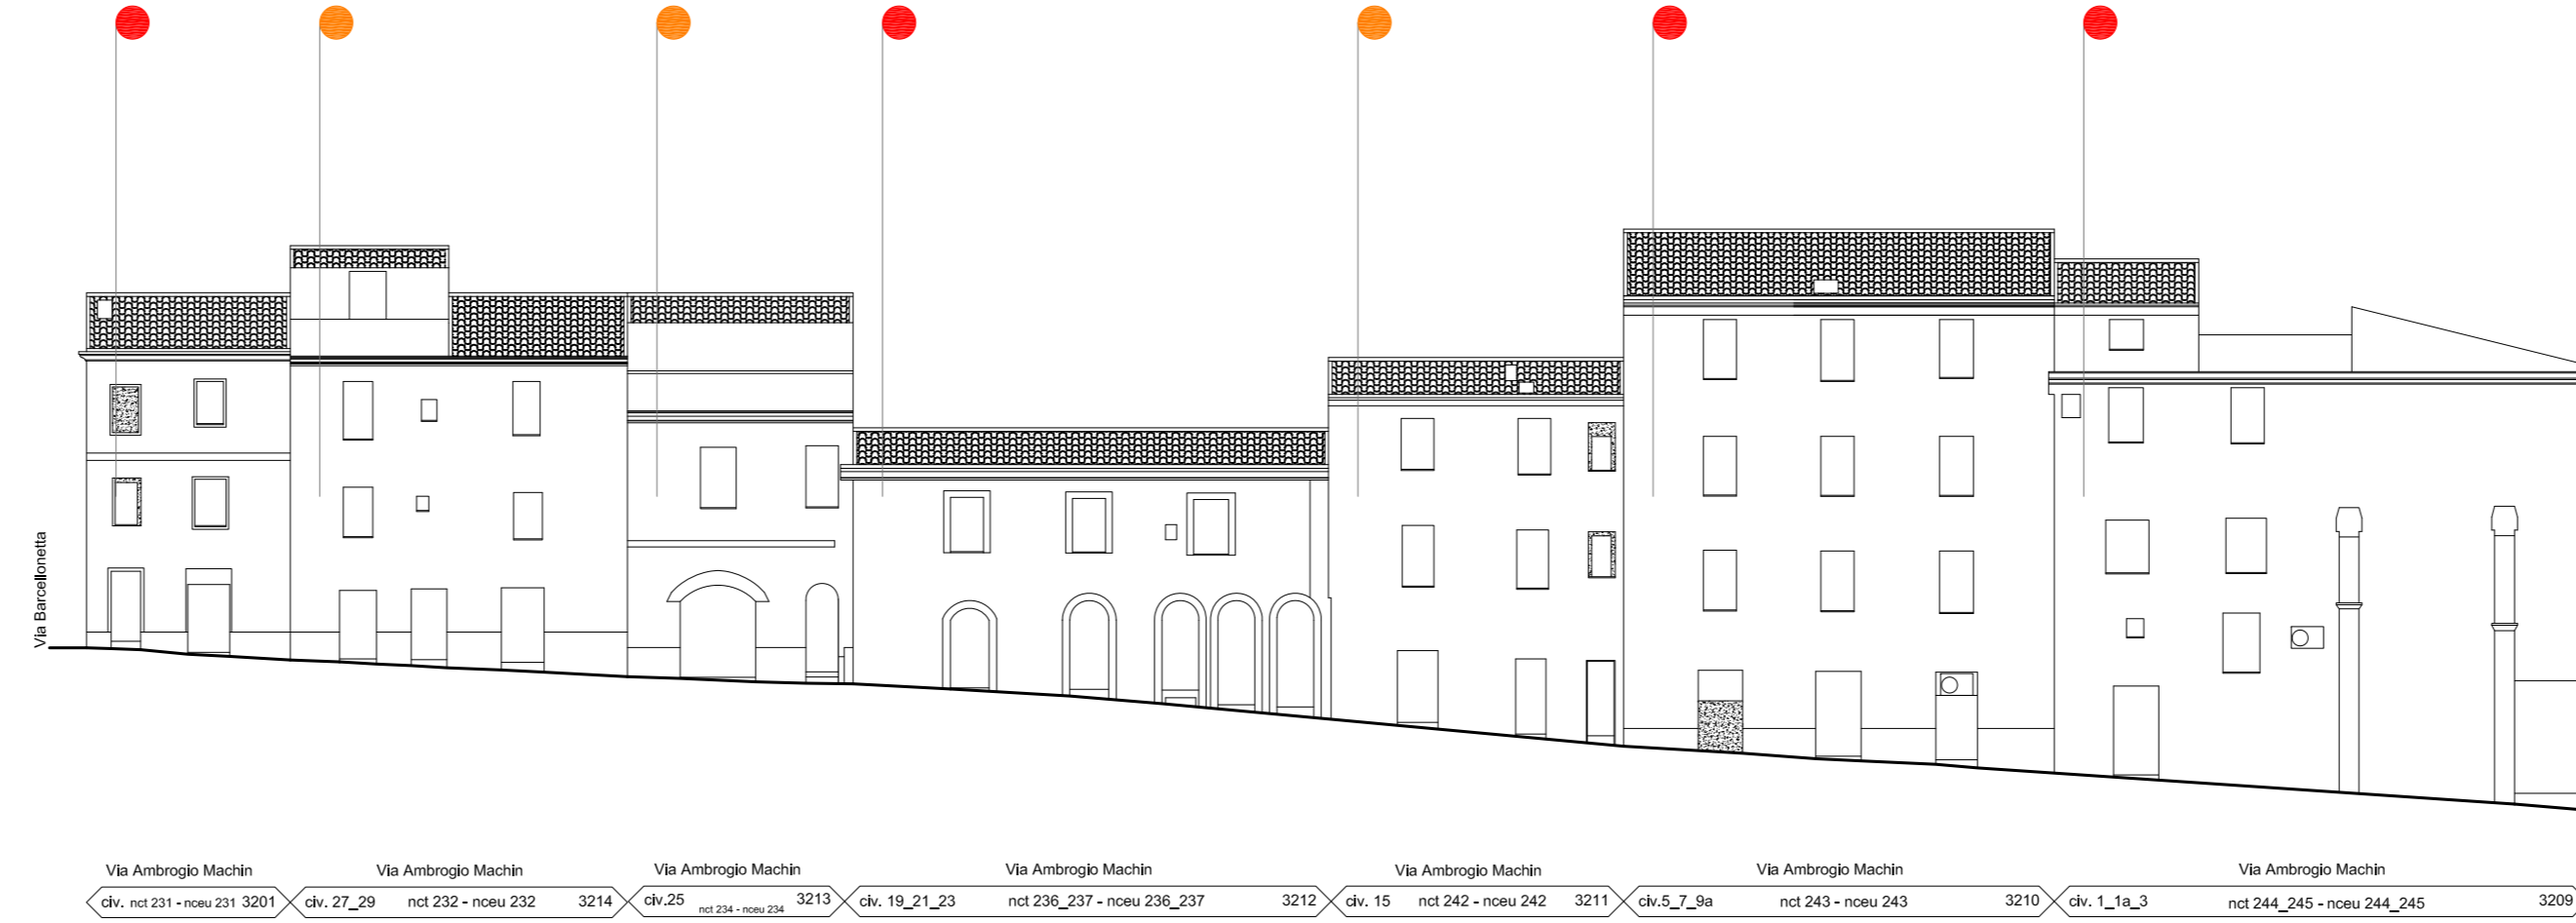 Via Barcellonetta
Via Ambrogio Machin
civ. nct 231 - nceu 231 3201
Via Ambrogio Machin
civ. 27_29 nct 232 - nceu 232 3214
Via Ambrogio Machin
civ.25 nct 234 - nceu 234 3213
Via Ambrogio Machin
civ. 19_21_23 nct 236_237 - nceu 236_237 3212
Via Ambrogio Machin
civ. 15 nct 242 - nceu 242 3211
Via Ambrogio Machin
civ.5_7_9a nct 243 - nceu 243 3210
Via Ambrogio Machin
civ. 1_1a_3 nct 244_245 - nceu 244_245 3209